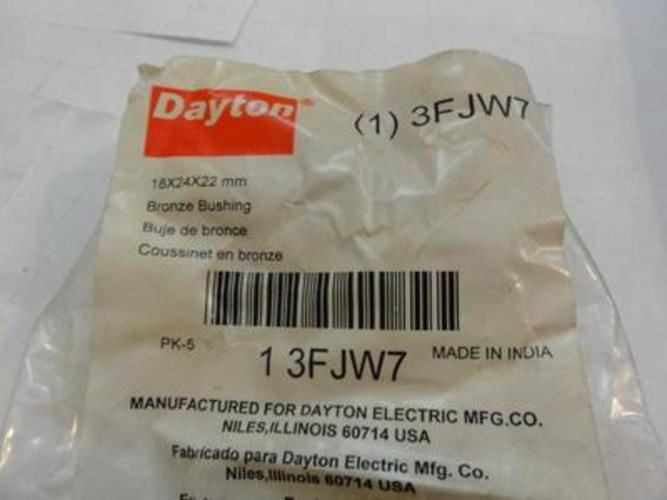 Dayton®
(1) 3FJW7
18X24X22 mm
Bronze Bushing
Buje de bronce
Coussinet en bronze
PK-5
1 3FJW7
MADE IN INDIA
MANUFACTURED FOR DAYTON ELECTRIC MFG.CO.
NILES,ILLINOIS 60714 USA
Fabricado para Dayton Electric Mfg. Co.
Niles,Illinois 60714 USA